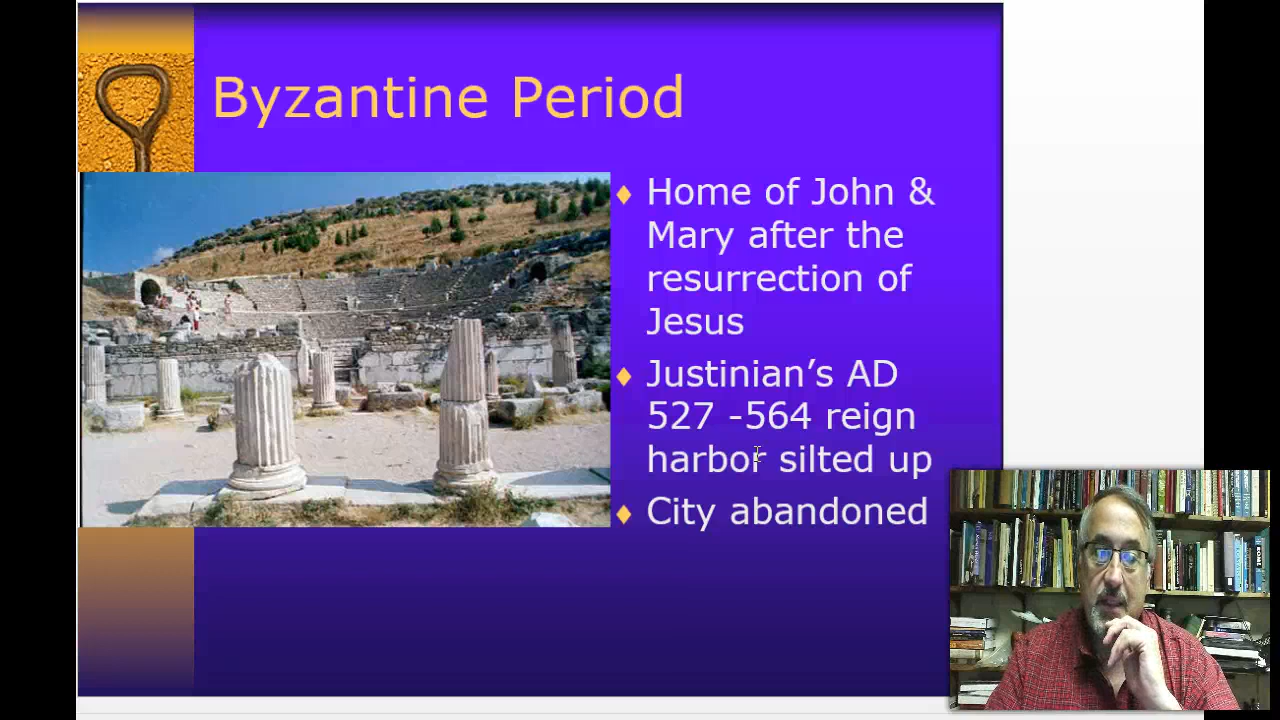 Byzantine Period
Home of John &
Mary after the
resurrection of
Jesus
Justinian’s AD
527 -564 reign
harbor silted up
City abandoned